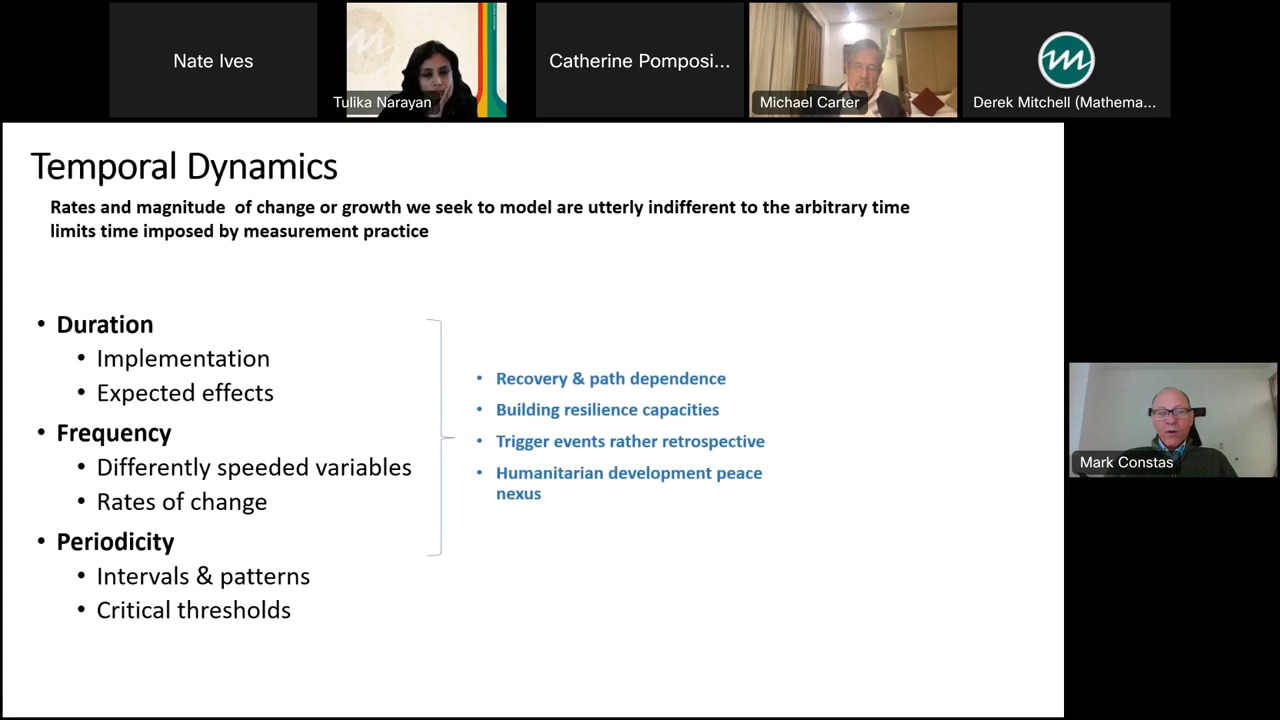 Nate Ives
Tulika Narayan
Catherine Pomposi...
Michael Carter
Derek Mitchell (Mathema...
Temporal Dynamics
Rates and magnitude  of change or growth we seek to model are utterly indifferent to the arbitrary time
limits time imposed by measurement practice
• Duration
• Implementation
• Expected effects
• Frequency
• Differently speeded variables
• Rates of change
• Periodicity
• Intervals & patterns
• Critical thresholds
• Recovery & path dependence
• Building resilience capacities
• Trigger events rather retrospective
• Humanitarian development peace
nexus
Mark Constas